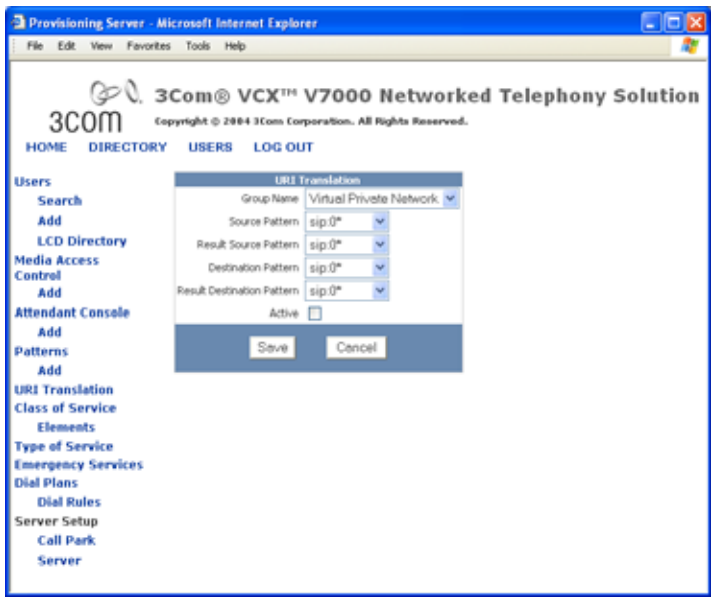 Provisioning Server - Microsoft Internet Explorer
File Edit View Favorites Tools Help
3COM
3Com® VCX™ V7000 Networked Telephony Solution
Copyright © 2004 3Com Corporation. All Rights Reserved.
HOME DIRECTORY USERS LOG OUT
Users
Search
Add
LCD Directory
Media Access
Control
Add
Attendant Console
Add
Patterns
Add
URI Translation
Class of Service
Elements
Type of Service
Emergency Services
Dial Plans
Dial Rules
Server Setup
Call Park
Server
URI Translation
Group Name Virtual Private Network
Source Pattern sip:0*
Result Source Pattern sip:0*
Destination Pattern sip:0*
Result Destination Pattern sip:0*
Active
Save Cancel